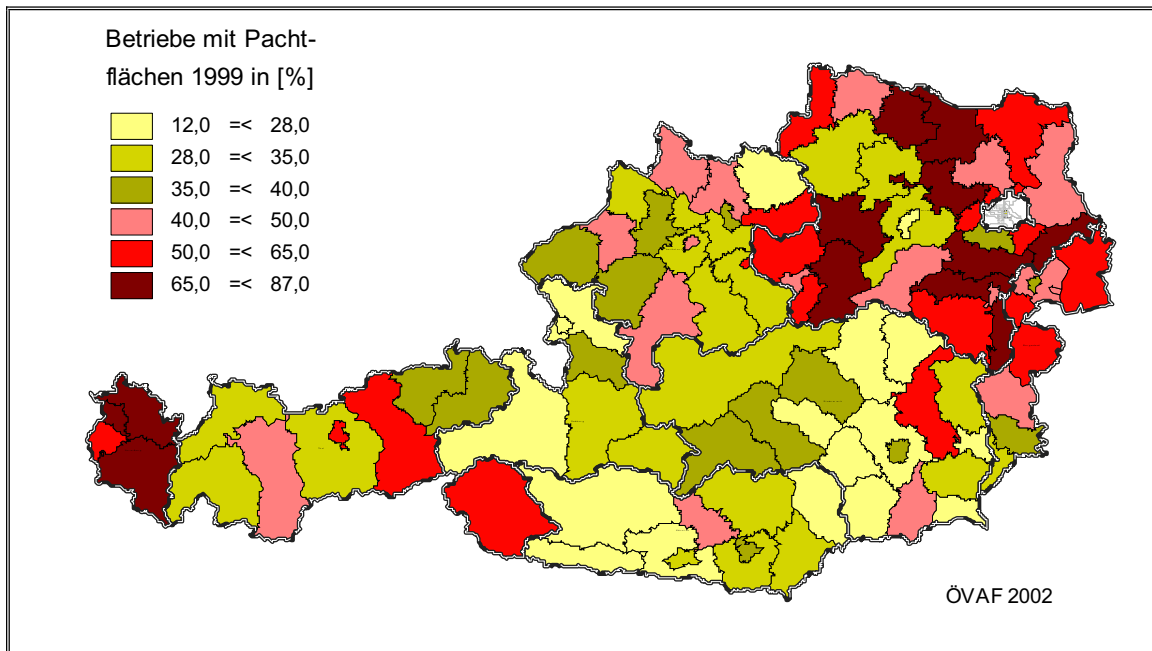 Betriebe mit Pacht-
flächen 1999 in [%]
12,0 =< 28,0
28,0 =< 35,0
35,0 =< 40,0
40,0 =< 50,0
50,0 =< 65,0
65,0 =< 87,0
ÖVAF 2002